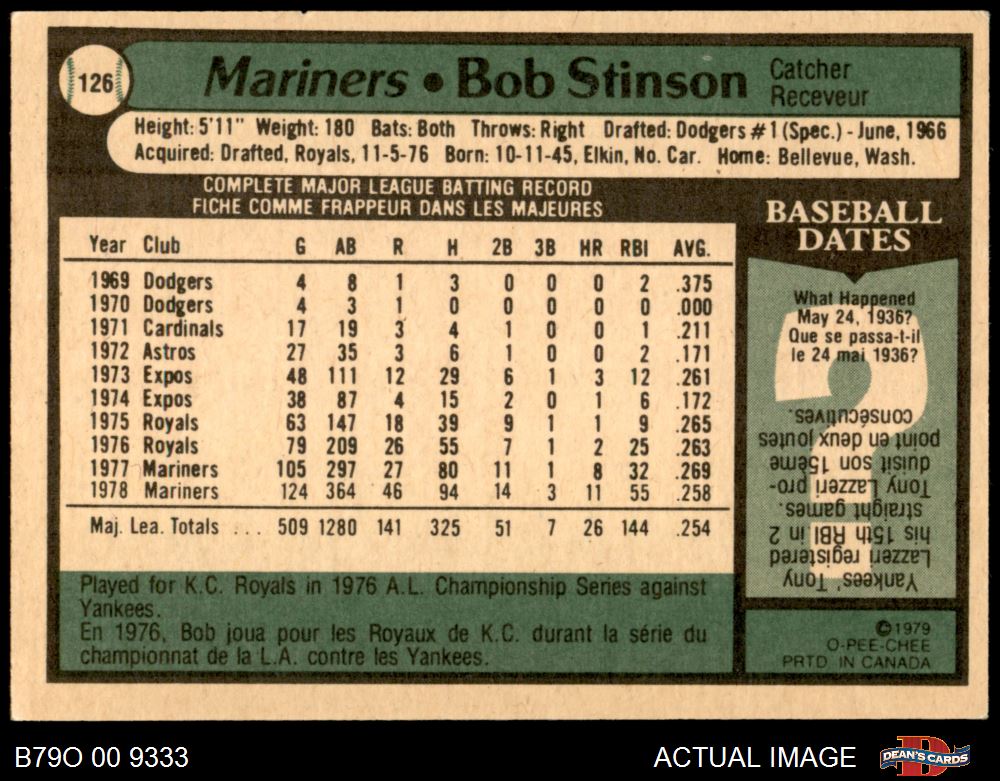 126
Mariners • Bob Stinson
Catcher
Receveur
Height: 5'11" Weight: 180 Bats: Both Throws: Right Drafted: Dodgers #1 (Spec.) - June, 1966
Acquired: Drafted, Royals, 11-5-76 Born: 10-11-45, Elkin, No. Car. Home: Bellevue, Wash.
COMPLETE MAJOR LEAGUE BATTING RECORD
FICHE COMME FRAPPEUR DANS LES MAJEURES
Year Club G AB R H 2B 3B HR RBI AVG.
1969 Dodgers 4 8 1 3 0 0 0 2 .375
1970 Dodgers 4 3 1 0 0 0 0 0 .000
1971 Cardinals 17 19 3 4 1 0 0 1 .211
1972 Astros 27 35 3 6 1 0 0 2 .171
1973 Expos 48 111 12 29 6 1 3 12 .261
1974 Expos 38 87 4 15 2 0 1 6 .172
1975 Royals 63 147 18 39 9 1 1 9 .265
1976 Royals 79 209 26 55 7 1 2 25 .263
1977 Mariners 105 297 27 80 11 1 8 32 .269
1978 Mariners 124 364 46 94 14 3 11 55 .258
Maj. Lea. Totals ... 509 1280 141 325 51 7 26 144 .254
Played for K.C. Royals in 1976 A.L. Championship Series against
Yankees.
En 1976, Bob joua pour les Royaux de K.C. durant la série du
championnat de la L.A. contre les Yankees.
BASEBALL
DATES
What Happened
May 24, 1936?
Que se passa-t-il
le 24 mai 1936?
Yankees' Tony
Lazzeri registered
his 15th RBI in 2
straight games.
Tony Lazzeri pro-
duisit son 15ème
point en deux joutes
consécutives.
©1979
O-PEE-CHEE
PRTD. IN CANADA
B79O 00 9333
ACTUAL IMAGE
DEAN'S CARDS